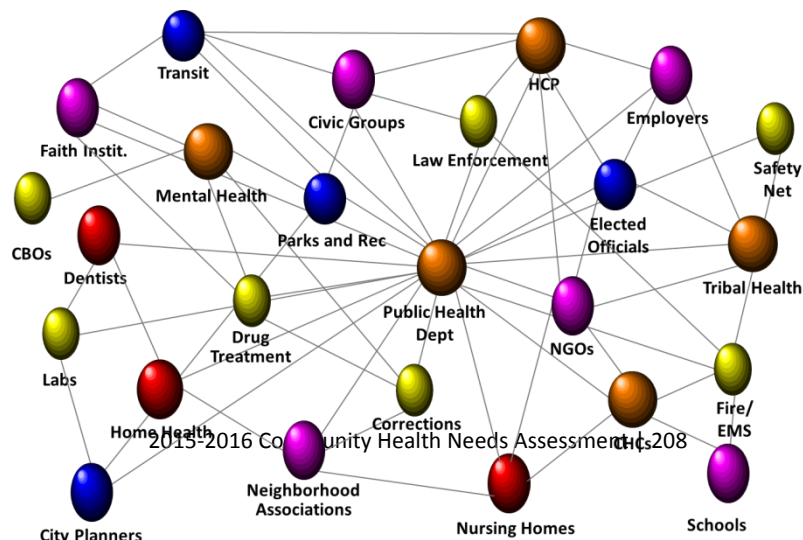 Transit
HCP
Civic Groups
Employers
Faith Instit.
Law Enforcement
Safety
Net
Mental Health
CBOs
Parks and Rec
Elected
Officials
Dentists
Tribal Health
Public Health
Dept
Drug
Treatment
NGOs
Labs
Home Health
Corrections
CHCs
Fire/
EMS
2015-2016 Community Health Needs Assessment | 208
Neighborhood
Associations
Nursing Homes
Schools
City Planners